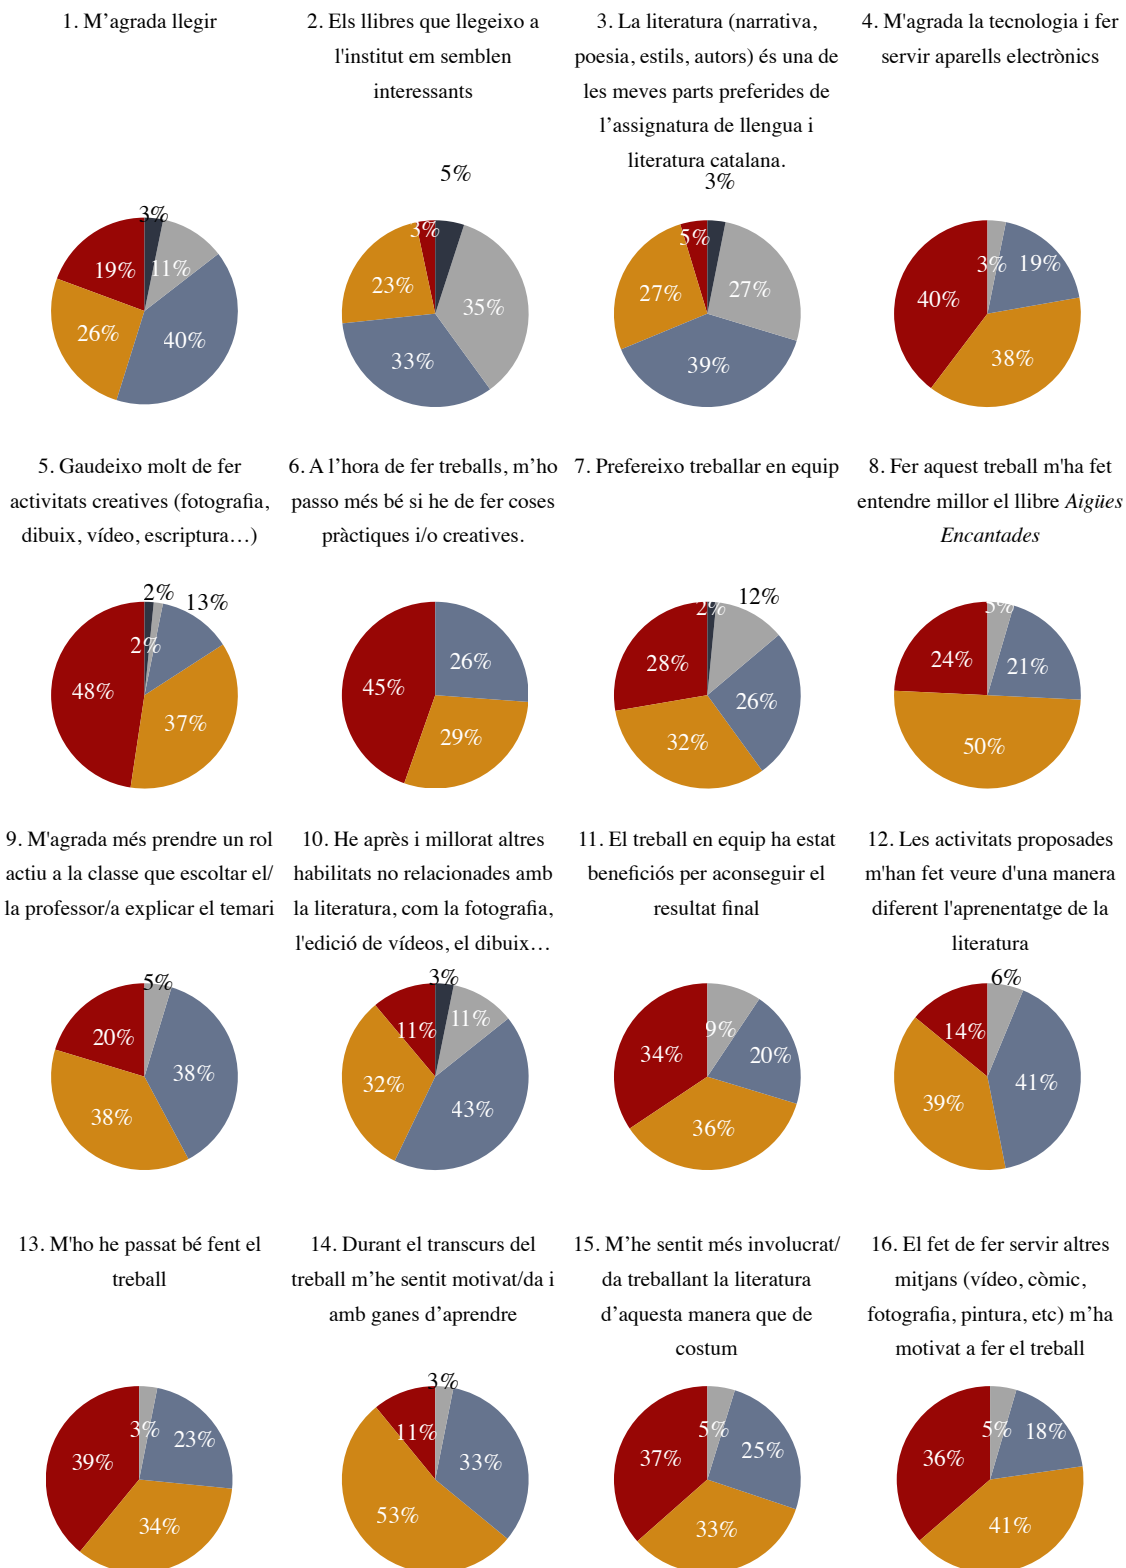 1. M’agrada llegir
2. Els llibres que llegeixo a
l'institut em semblen
interessants
3. La literatura (narrativa,
poesia, estils, autors) és una de
les meves parts preferides de
l’assignatura de llengua i
literatura catalana.
4. M'agrada la tecnologia i fer
servir aparells electrònics
3%
19%
11%
26%
40%
5%
3%
23%
35%
33%
3%
5%
27%
27%
39%
3%
19%
40%
38%
5. Gaudeixo molt de fer
activitats creatives (fotografia,
dibuix, vídeo, escriptura…)
6. A l’hora de fer treballs, m’ho
passo més bé si he de fer coses
pràctiques i/o creatives.
7. Prefereixo treballar en equip
8. Fer aquest treball m'ha fet
entendre millor el llibre Aigües
Encantades
2%
13%
2%
48%
37%
26%
45%
29%
2%
12%
28%
26%
32%
5%
24%
21%
50%
9. M'agrada més prendre un rol
actiu a la classe que escoltar el/
la professor/a explicar el temari
10. He après i millorat altres
habilitats no relacionades amb
la literatura, com la fotografia,
l'edició de vídeos, el dibuix…
11. El treball en equip ha estat
beneficiós per aconseguir el
resultat final
12. Les activitats proposades
m'han fet veure d'una manera
diferent l'aprenentatge de la
literatura
5%
20%
38%
38%
3%
11%
11%
32%
43%
9%
34%
20%
36%
6%
14%
41%
39%
13. M'ho he passat bé fent el
treball
14. Durant el transcurs del
treball m’he sentit motivat/da i
amb ganes d’aprendre
15. M’he sentit més involucrat/
da treballant la literatura
d’aquesta manera que de
costum
16. El fet de fer servir altres
mitjans (vídeo, còmic,
fotografia, pintura, etc) m’ha
motivat a fer el treball
3%
23%
39%
34%
3%
11%
33%
53%
5%
25%
37%
33%
5%
18%
36%
41%